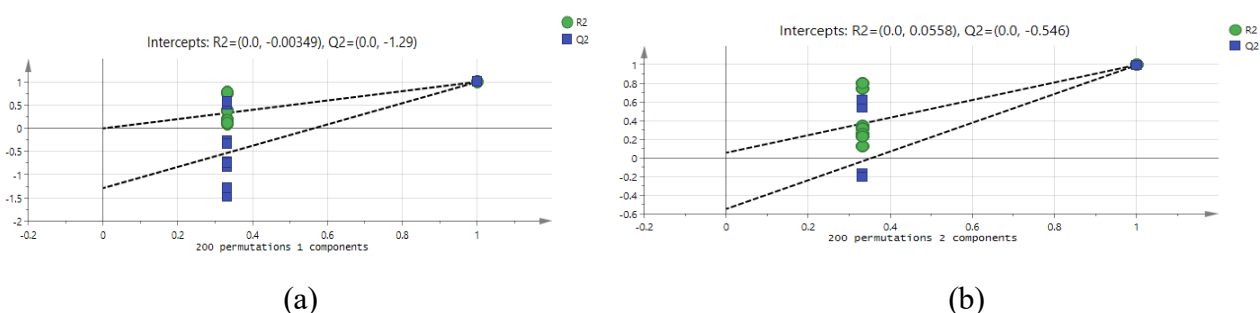 Intercepts: R2=(0.0, -0.00349), Q2=(0.0, -1.29)
R2
Q2
1
0.5
0
-0.5
-1
-1.5
-2
-0.2 0 0.2 0.4 0.6 0.8 1
200 permutations 1 components
(a)
Intercepts: R2=(0.0, 0.0558), Q2=(0.0, -0.546)
R2
Q2
1
0.8
0.6
0.4
0.2
0
-0.2
-0.4
-0.6
-0.2 0 0.2 0.4 0.6 0.8 1
200 permutations 2 components
(b)